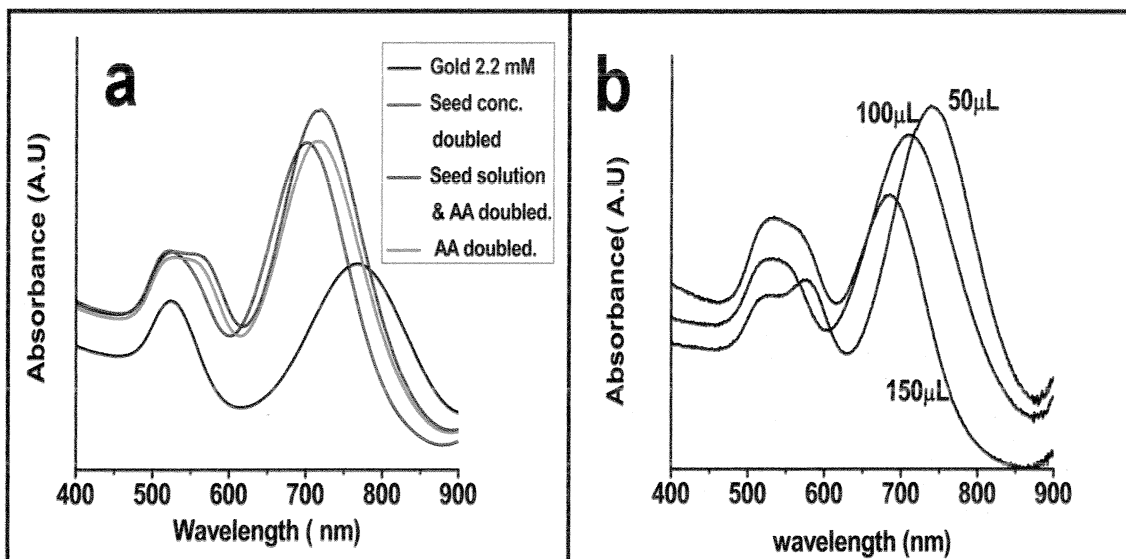 a
Gold 2.2 mM
Seed conc.
doubled
Seed solution
& AA doubled.
AA doubled.
Absorbance (A.U)
400 500 600 700 800 900
Wavelength ( nm)
b
100μL
50μL
150μL
Absorbance( A.U)
400 500 600 700 800 900
wavelength (nm)